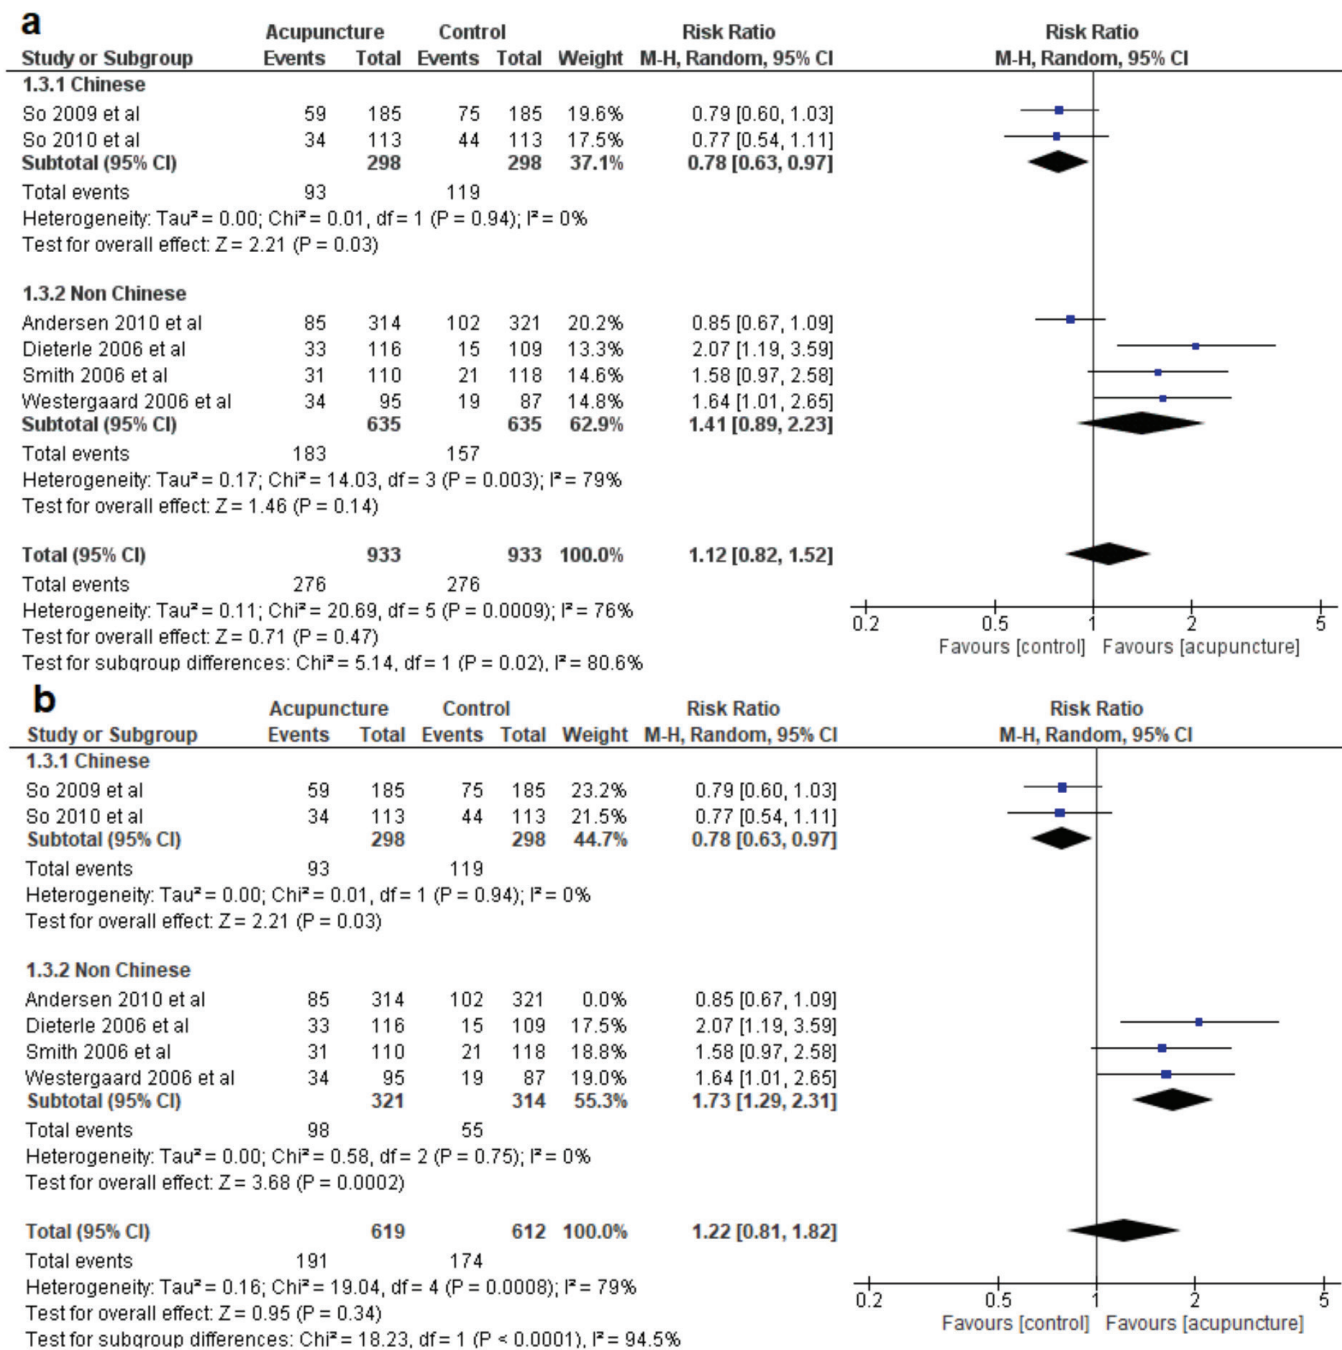 a
Acupuncture Control Risk Ratio Risk Ratio
Study or Subgroup Events Total Events Total Weight M-H, Random, 95% CI M-H, Random, 95% CI
1.3.1 Chinese
So 2009 et al 59 185 75 185 19.6% 0.79 [0.60, 1.03]
So 2010 et al 34 113 44 113 17.5% 0.77 [0.54, 1.11]
Subtotal (95% CI) 298 298 37.1% 0.78 [0.63, 0.97]
Total events 93 119
Heterogeneity: Tau² = 0.00; Chi² = 0.01, df = 1 (P = 0.94); I² = 0%
Test for overall effect: Z = 2.21 (P = 0.03)
1.3.2 Non Chinese
Andersen 2010 et al 85 314 102 321 20.2% 0.85 [0.67, 1.09]
Dieterle 2006 et al 33 116 15 109 13.3% 2.07 [1.19, 3.59]
Smith 2006 et al 31 110 21 118 14.6% 1.58 [0.97, 2.58]
Westergaard 2006 et al 34 95 19 87 14.8% 1.64 [1.01, 2.65]
Subtotal (95% CI) 635 635 62.9% 1.41 [0.89, 2.23]
Total events 183 157
Heterogeneity: Tau² = 0.17; Chi² = 14.03, df = 3 (P = 0.003); I² = 79%
Test for overall effect: Z = 1.46 (P = 0.14)
Total (95% CI) 933 933 100.0% 1.12 [0.82, 1.52]
Total events 276 276
Heterogeneity: Tau² = 0.11; Chi² = 20.69, df = 5 (P = 0.0009); I² = 76%
Test for overall effect: Z = 0.71 (P = 0.47)
Test for subgroup differences: Chi² = 5.14, df = 1 (P = 0.02), I² = 80.6%
0.2 0.5 1 2 5
Favours [control] Favours [acupuncture]
b
Acupuncture Control Risk Ratio Risk Ratio
Study or Subgroup Events Total Events Total Weight M-H, Random, 95% CI M-H, Random, 95% CI
1.3.1 Chinese
So 2009 et al 59 185 75 185 23.2% 0.79 [0.60, 1.03]
So 2010 et al 34 113 44 113 21.5% 0.77 [0.54, 1.11]
Subtotal (95% CI) 298 298 44.7% 0.78 [0.63, 0.97]
Total events 93 119
Heterogeneity: Tau² = 0.00; Chi² = 0.01, df = 1 (P = 0.94); I² = 0%
Test for overall effect: Z = 2.21 (P = 0.03)
1.3.2 Non Chinese
Andersen 2010 et al 85 314 102 321 0.0% 0.85 [0.67, 1.09]
Dieterle 2006 et al 33 116 15 109 17.5% 2.07 [1.19, 3.59]
Smith 2006 et al 31 110 21 118 18.8% 1.58 [0.97, 2.58]
Westergaard 2006 et al 34 95 19 87 19.0% 1.64 [1.01, 2.65]
Subtotal (95% CI) 321 314 55.3% 1.73 [1.29, 2.31]
Total events 98 55
Heterogeneity: Tau² = 0.00; Chi² = 0.58, df = 2 (P = 0.75); I² = 0%
Test for overall effect: Z = 3.68 (P = 0.0002)
Total (95% CI) 619 612 100.0% 1.22 [0.81, 1.82]
Total events 191 174
Heterogeneity: Tau² = 0.16; Chi² = 19.04, df = 4 (P = 0.0008); I² = 79%
Test for overall effect: Z = 0.95 (P = 0.34)
Test for subgroup differences: Chi² = 18.23, df = 1 (P < 0.0001), I² = 94.5%
0.2 0.5 1 2 5
Favours [control] Favours [acupuncture]